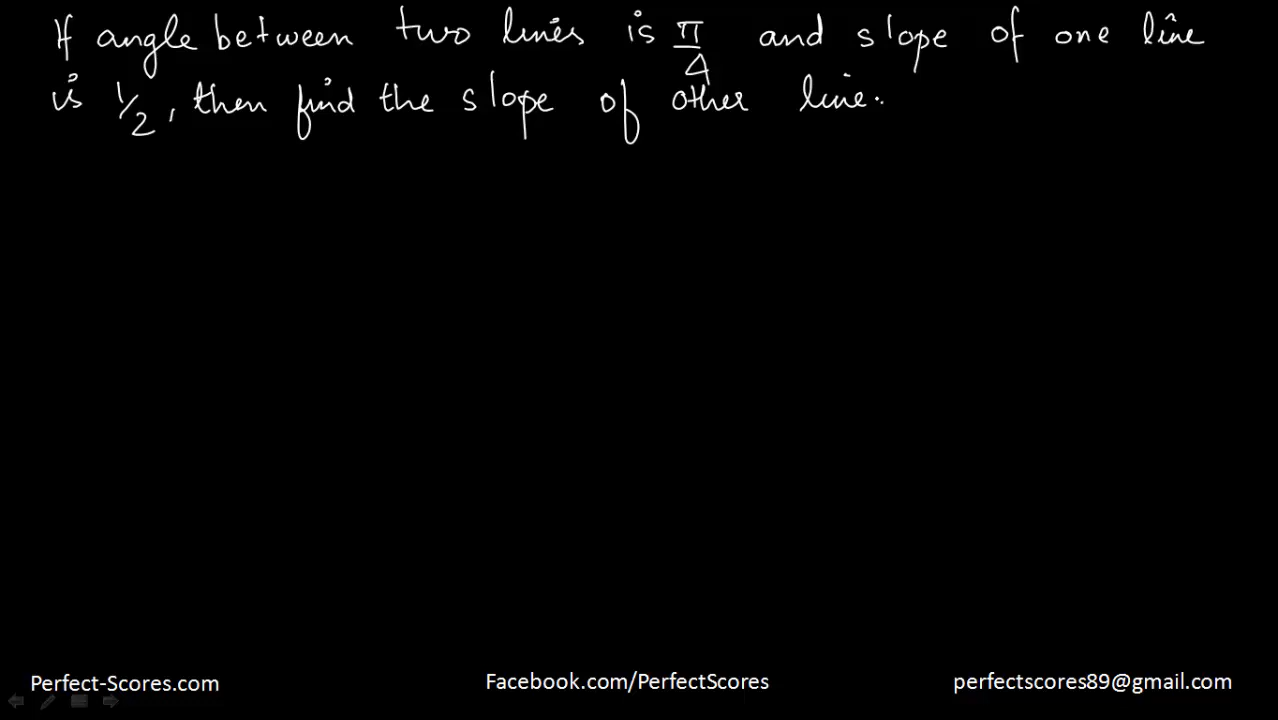 If angle between two lines is π/4 and slope of one line
is 1/2, then find the slope of other line.
Perfect-Scores.com
Facebook.com/PerfectScores
perfectscores89@gmail.com